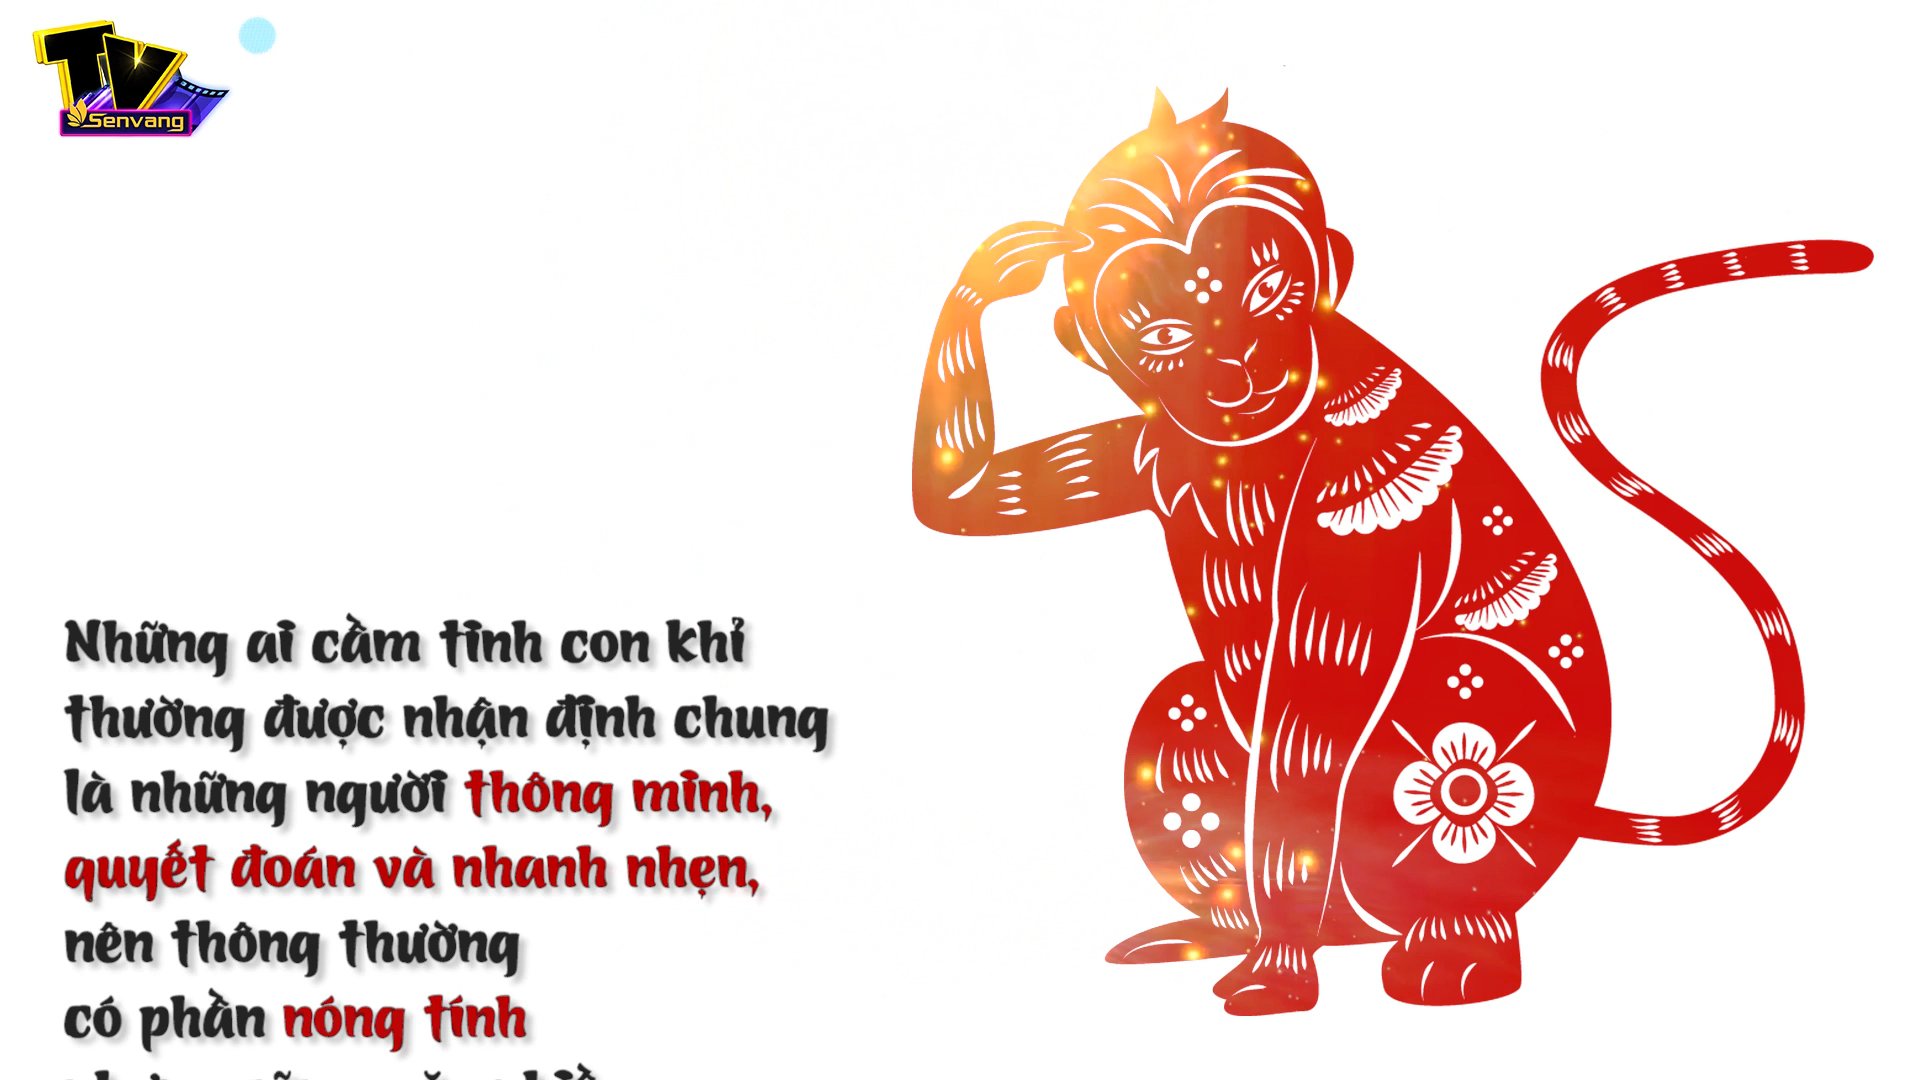 TV
Senvang
Những ai cầm tinh con khỉ
thường được nhận định chung
là những người thông minh,
quyết đoán và nhanh nhẹn,
nên thông thường
có phần nóng tính